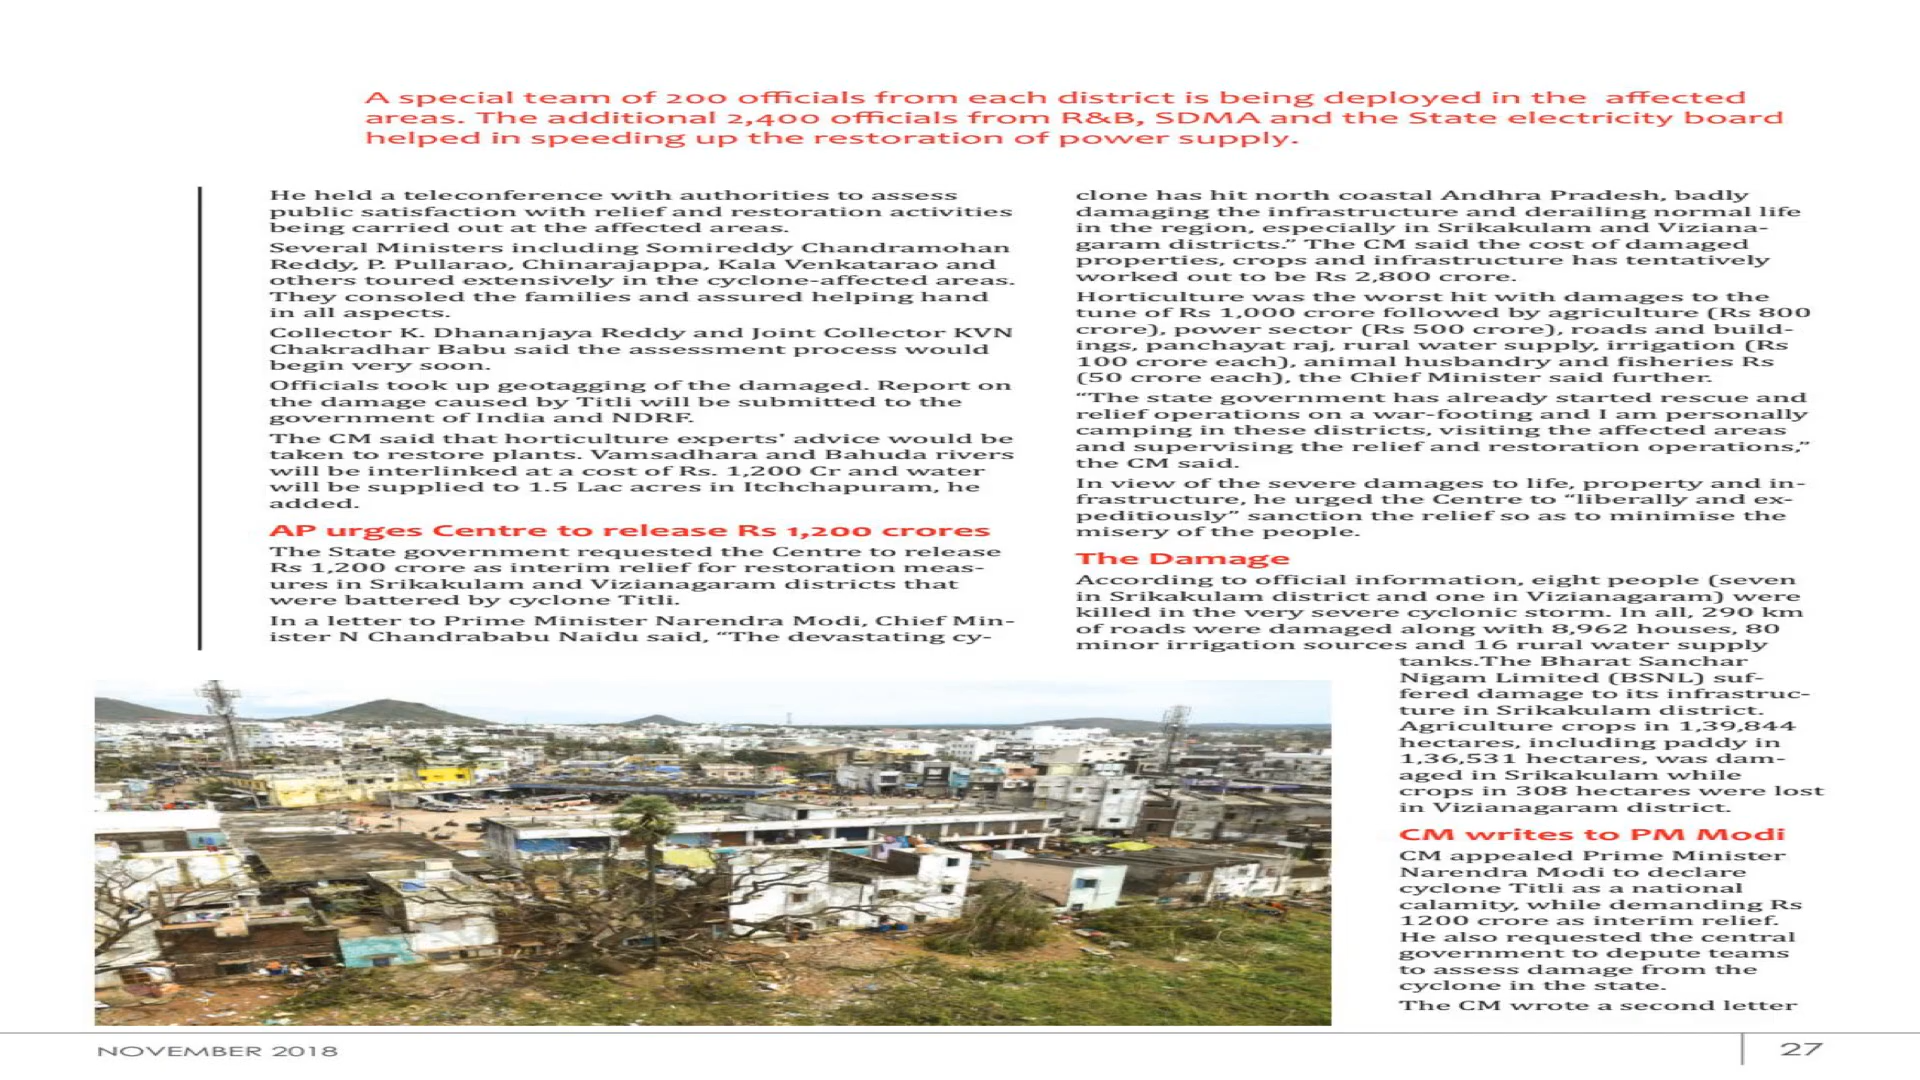 A special team of 200 officials from each district is being deployed in the affected
areas. The additional 2,400 officials from R&B, SDMA and the State electricity board
helped in speeding up the restoration of power supply.
He held a teleconference with authorities to assess
public satisfaction with relief and restoration activities
being carried out at the affected areas.
Several Ministers including Somireddy Chandramohan
Reddy, P. Pullarao, Chinarajappa, Kala Venkatarao and
others toured extensively in the cyclone-affected areas.
They consoled the families and assured helping hand
in all aspects.
Collector K. Dhananjaya Reddy and Joint Collector KVN
Chakradhar Babu said the assessment process would
begin very soon.
Officials took up geotagging of the damaged. Report on
the damage caused by Titli will be submitted to the
government of India and NDRF.
The CM said that horticulture experts' advice would be
taken to restore plants. Vamsadhara and Bahuda rivers
will be interlinked at a cost of Rs. 1,200 Cr and water
will be supplied to 1.5 Lac acres in Itchchapuram, he
added.
AP urges Centre to release Rs 1,200 crores
The State government requested the Centre to release
Rs 1,200 crore as interim relief for restoration meas-
ures in Srikakulam and Vizianagaram districts that
were battered by cyclone Titli.
In a letter to Prime Minister Narendra Modi, Chief Min-
ister N Chandrababu Naidu said, “The devastating cy-
clone has hit north coastal Andhra Pradesh, badly
damaging the infrastructure and derailing normal life
in the region, especially in Srikakulam and Viziana-
garam districts.” The CM said the cost of damaged
properties, crops and infrastructure has tentatively
worked out to be Rs 2,800 crore.
Horticulture was the worst hit with damages to the
tune of Rs 1,000 crore followed by agriculture (Rs 800
crore), power sector (Rs 500 crore), roads and build-
ings, panchayat raj, rural water supply, irrigation (Rs
100 crore each), animal husbandry and fisheries Rs
(50 crore each), the Chief Minister said further.
“The state government has already started rescue and
relief operations on a war-footing and I am personally
camping in these districts, visiting the affected areas
and supervising the relief and restoration operations,”
the CM said.
In view of the severe damages to life, property and in-
frastructure, he urged the Centre to “liberally and ex-
peditiously” sanction the relief so as to minimise the
misery of the people.
The Damage
According to official information, eight people (seven
in Srikakulam district and one in Vizianagaram) were
killed in the very severe cyclonic storm. In all, 290 km
of roads were damaged along with 8,962 houses, 80
minor irrigation sources and 16 rural water supply
tanks.The Bharat Sanchar
Nigam Limited (BSNL) suf-
fered damage to its infrastruc-
ture in Srikakulam district.
Agriculture crops in 1,39,844
hectares, including paddy in
1,36,531 hectares, was dam-
aged in Srikakulam while
crops in 308 hectares were lost
in Vizianagaram district.
CM writes to PM Modi
CM appealed Prime Minister
Narendra Modi to declare
cyclone Titli as a national
calamity, while demanding Rs
1200 crore as interim relief.
He also requested the central
government to depute teams
to assess damage from the
cyclone in the state.
The CM wrote a second letter
NOVEMBER 2018
27